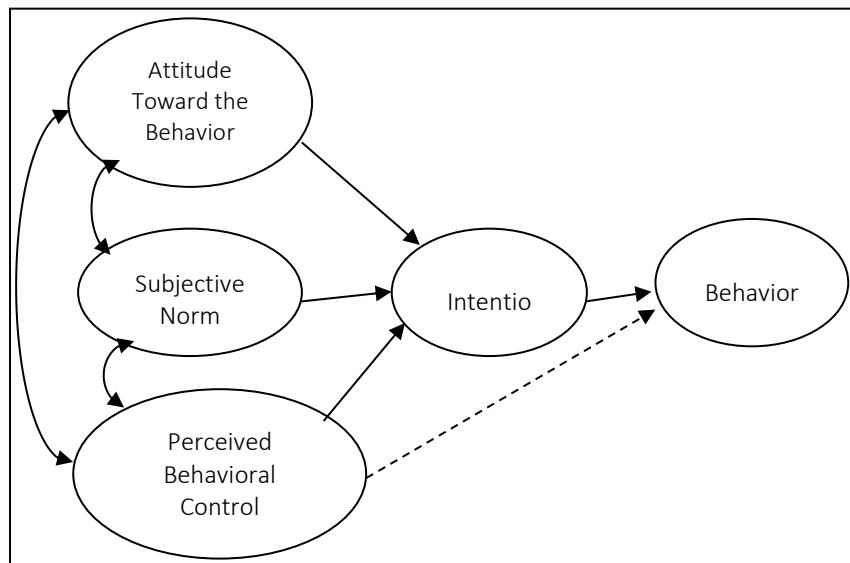 Attitude
Toward the
Behavior
Subjective
Norm
Intentio
Behavior
Perceived
Behavioral
Control